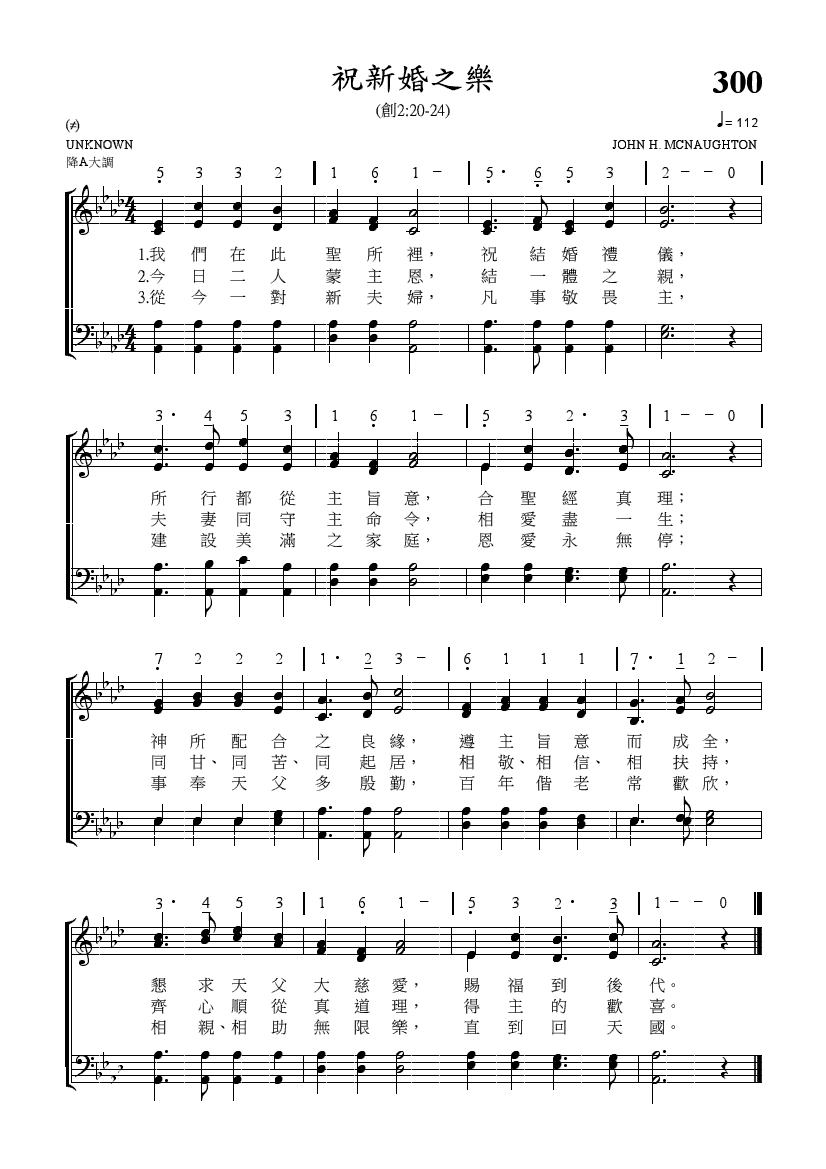 祝新婚之樂
300
(創2:20-24)
(≠)
♩= 112
UNKNOWN
JOHN H. MCNAUGHTON
降A大調
5 3 3 2 | 1 6 1 – | 5· 6 5 3 | 2 – – 0 |
1.我們在此聖所裡，祝結婚禮儀，
2.今日二人蒙主恩，結一體之親，
3.從今一對新夫婦，凡事敬畏主，
3· 4 5 3 | 1 6 1 – | 5 3 2· 3 | 1 – – 0 |
所行都從主旨意，合聖經真理；
夫妻同守主命令，相愛盡一生；
建設美滿之家庭，恩愛永無停；
7 2 2 2 | 1· 2 3 – | 6 1 1 1 | 7· 1 2 – |
神所配合之良緣，遵主旨意而成全，
同甘、同苦、同起居，相敬、相信、相扶持，
事奉天父多殷勤，百年偕老常歡欣，
3· 4 5 3 | 1 6 1 – | 5 3 2· 3 | 1 – – 0
懇求天父大慈愛，賜福到後代。
齊心順從真道理，得主的歡喜。
相親、相助無限樂，直到回天國。